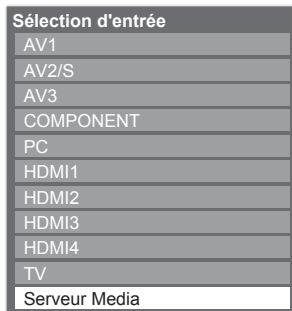 Sélection d'entrée
AV1
AV2/S
AV3
COMPONENT
PC
HDMI1
HDMI2
HDMI3
HDMI4
TV
Serveur Media